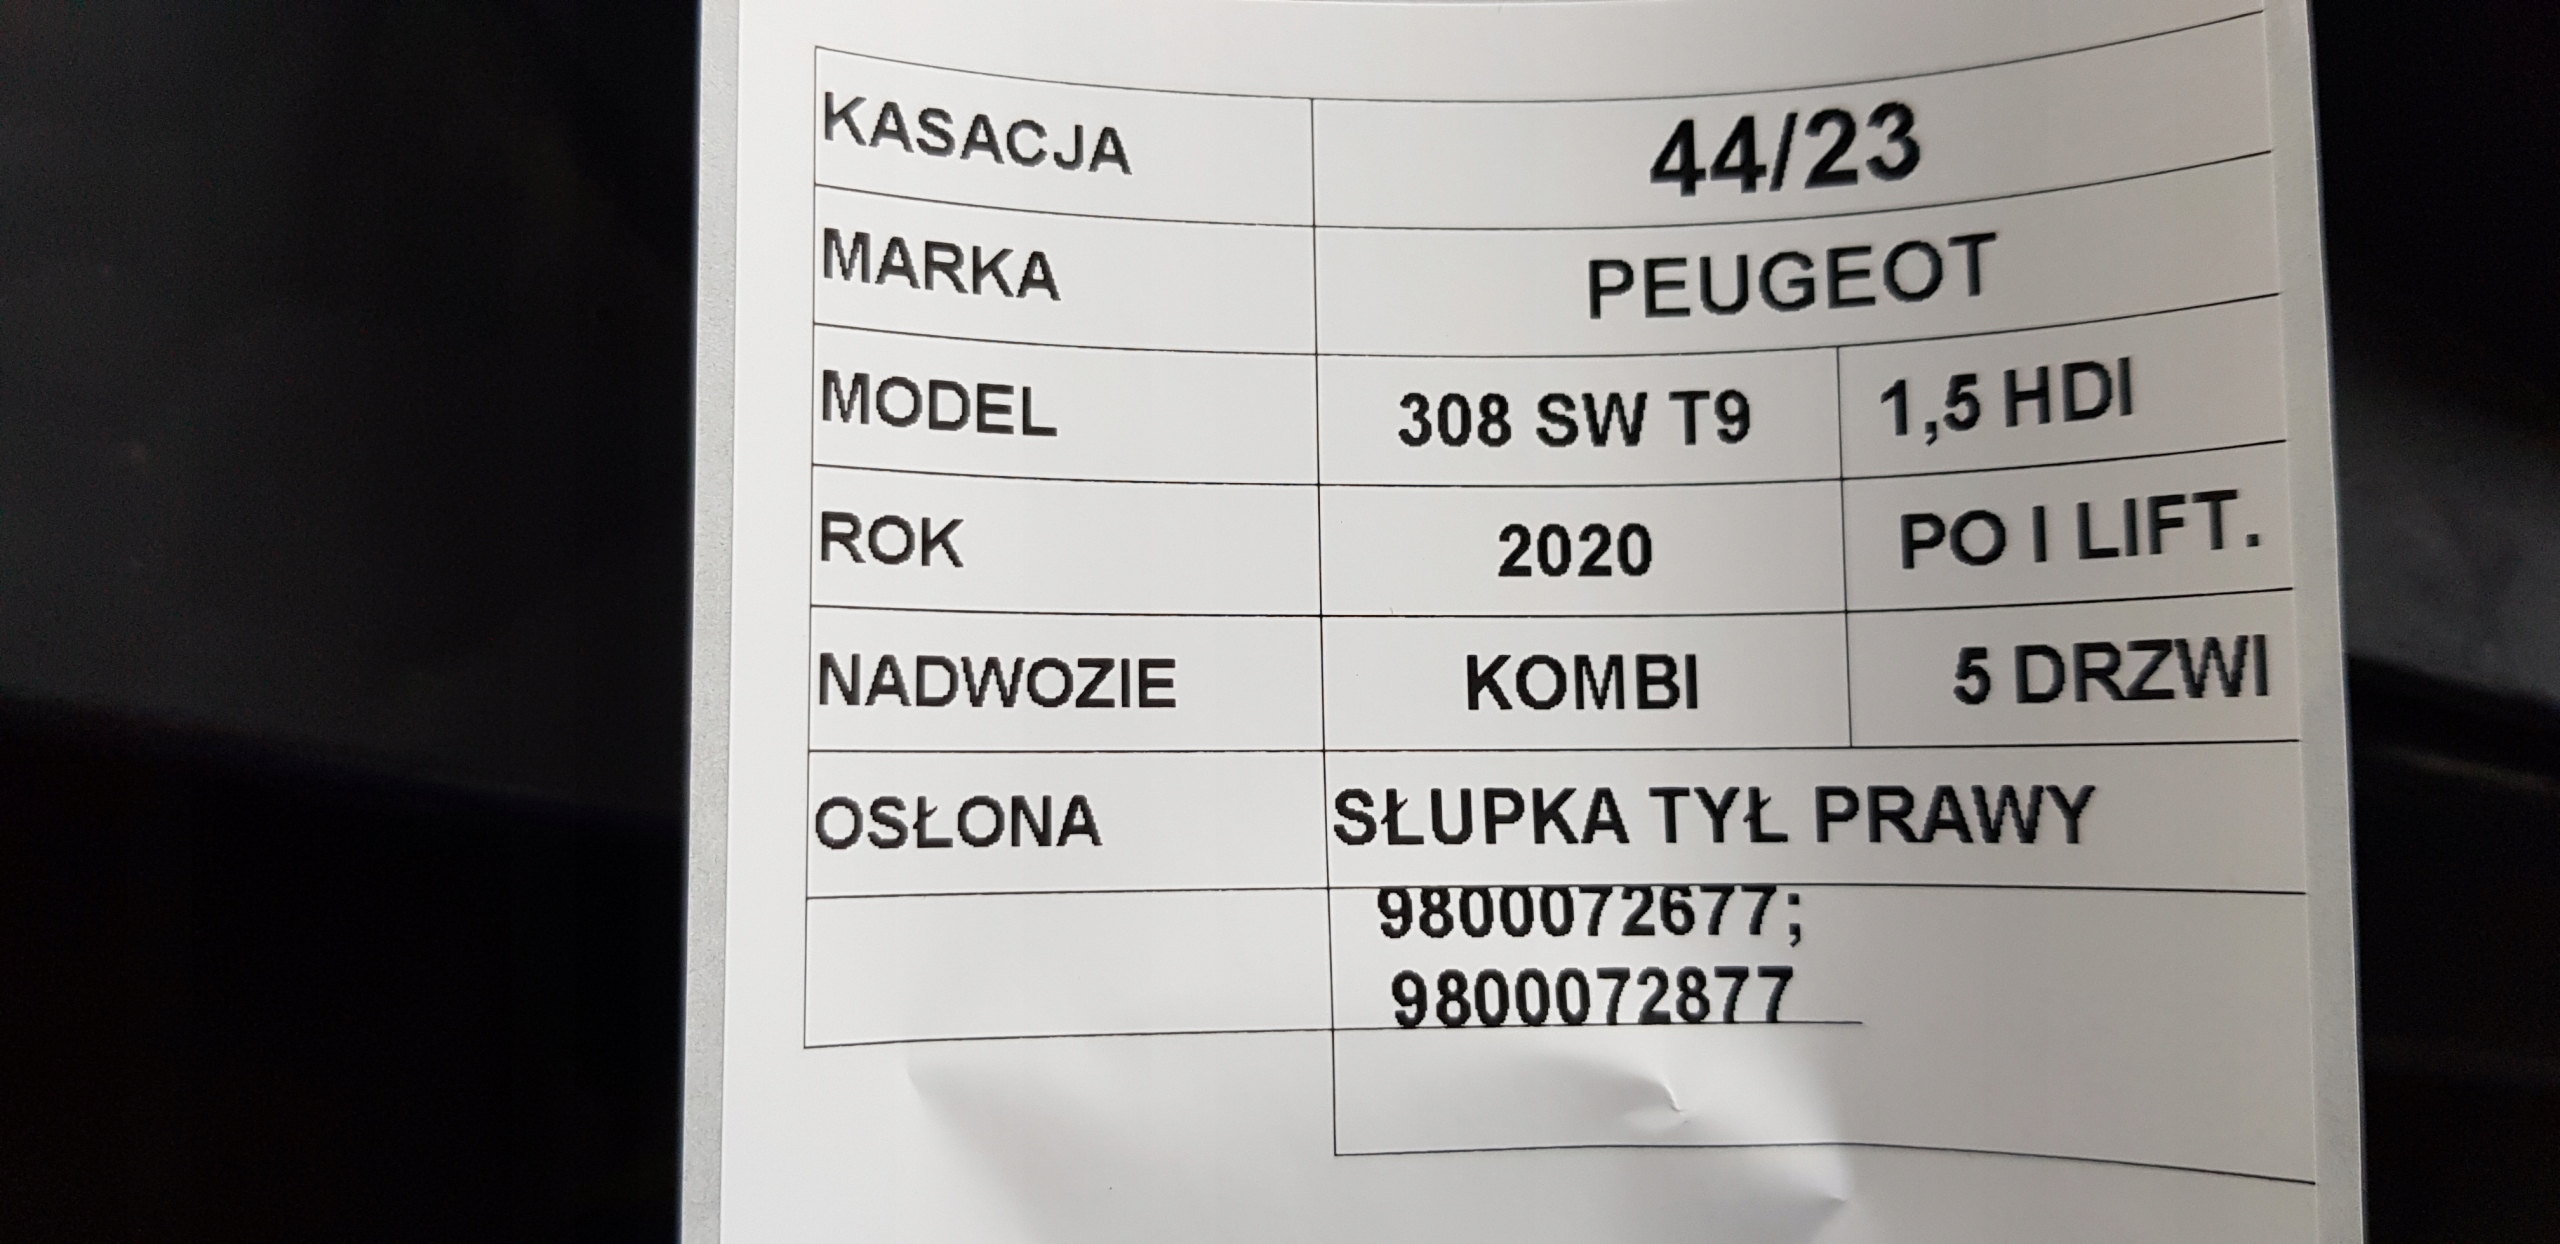 KASACJA 44/23
MARKA PEUGEOT
MODEL 308 SW T9 1,5 HDI
ROK 2020 PO I LIFT.
NADWOZIE KOMBI 5 DRZWI
OSŁONA SŁUPKA TYŁ PRAWY
9800072677;
9800072877